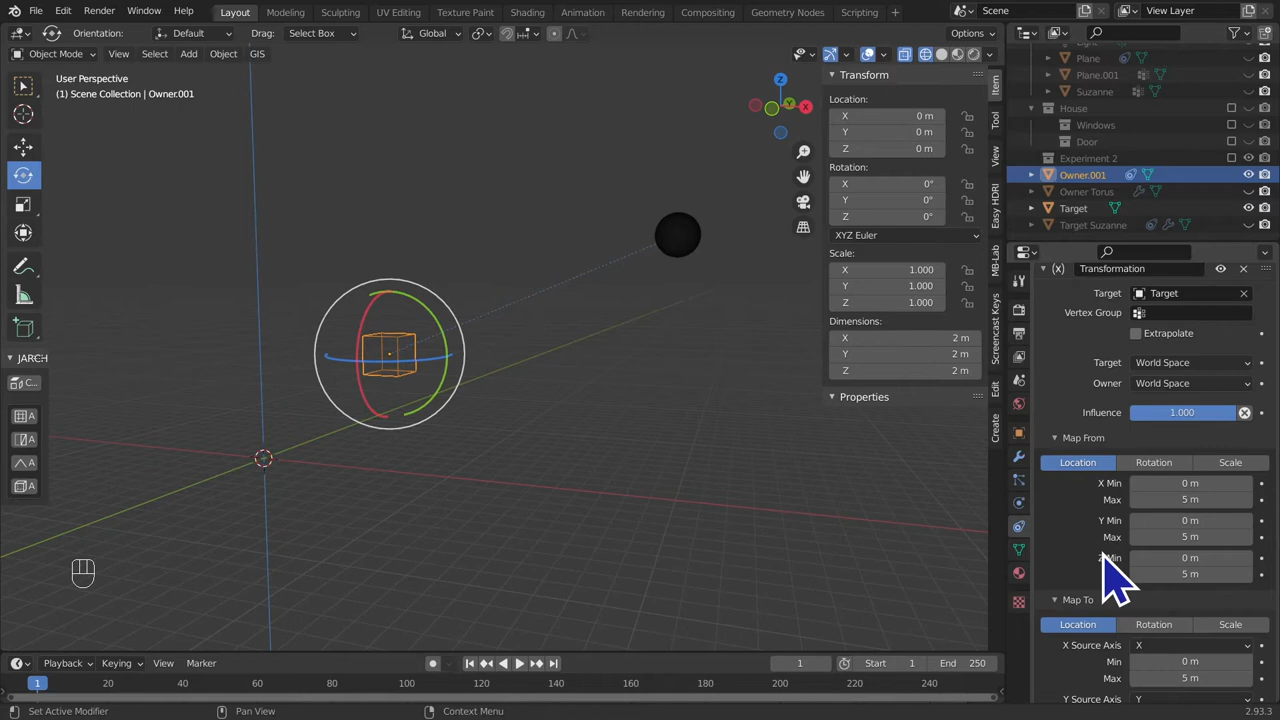 File Edit Render Window Help Layout Modeling Sculpting UV Editing Texture Paint Shading Animation Rendering Compositing Geometry Nodes Scripting + Scene View Layer
Orientation: Default Drag: Select Box Global Options
Object Mode View Select Add Object GIS
User Perspective
(1) Scene Collection | Owner.001
Z
Y
X
Transform
Location:
X 0 m
Y 0 m
Z 0 m
Rotation:
X 0°
Y 0°
Z 0°
XYZ Euler
Scale:
X 1.000
Y 1.000
Z 1.000
Dimensions:
X 2 m
Y 2 m
Z 2 m
Properties
Item
Tool
View
Easy HDRI
MB-Lab
Screencast Keys
Edit
Create
JARCH
C...
A
A
A
A
Light
Plane
Plane.001
Suzanne
House
Windows
Door
Experiment 2
Owner.001
Owner Torus
Target
Target Suzanne
(x) Transformation
Target Target
Vertex Group
Extrapolate
Target World Space
Owner World Space
Influence 1.000
Map From
Location Rotation Scale
X Min 0 m
Max 5 m
Y Min 0 m
Max 5 m
Z Min 0 m
5 m
Map To
Location Rotation Scale
X Source Axis X
Min 0 m
Max 5 m
Y Source Axis Y
Playback Keying View Marker 1 Start 1 End 250
1 20 40 60 80 100 120 140 160 180 200 220 240
Set Active Modifier Pan View Context Menu 2.93.3